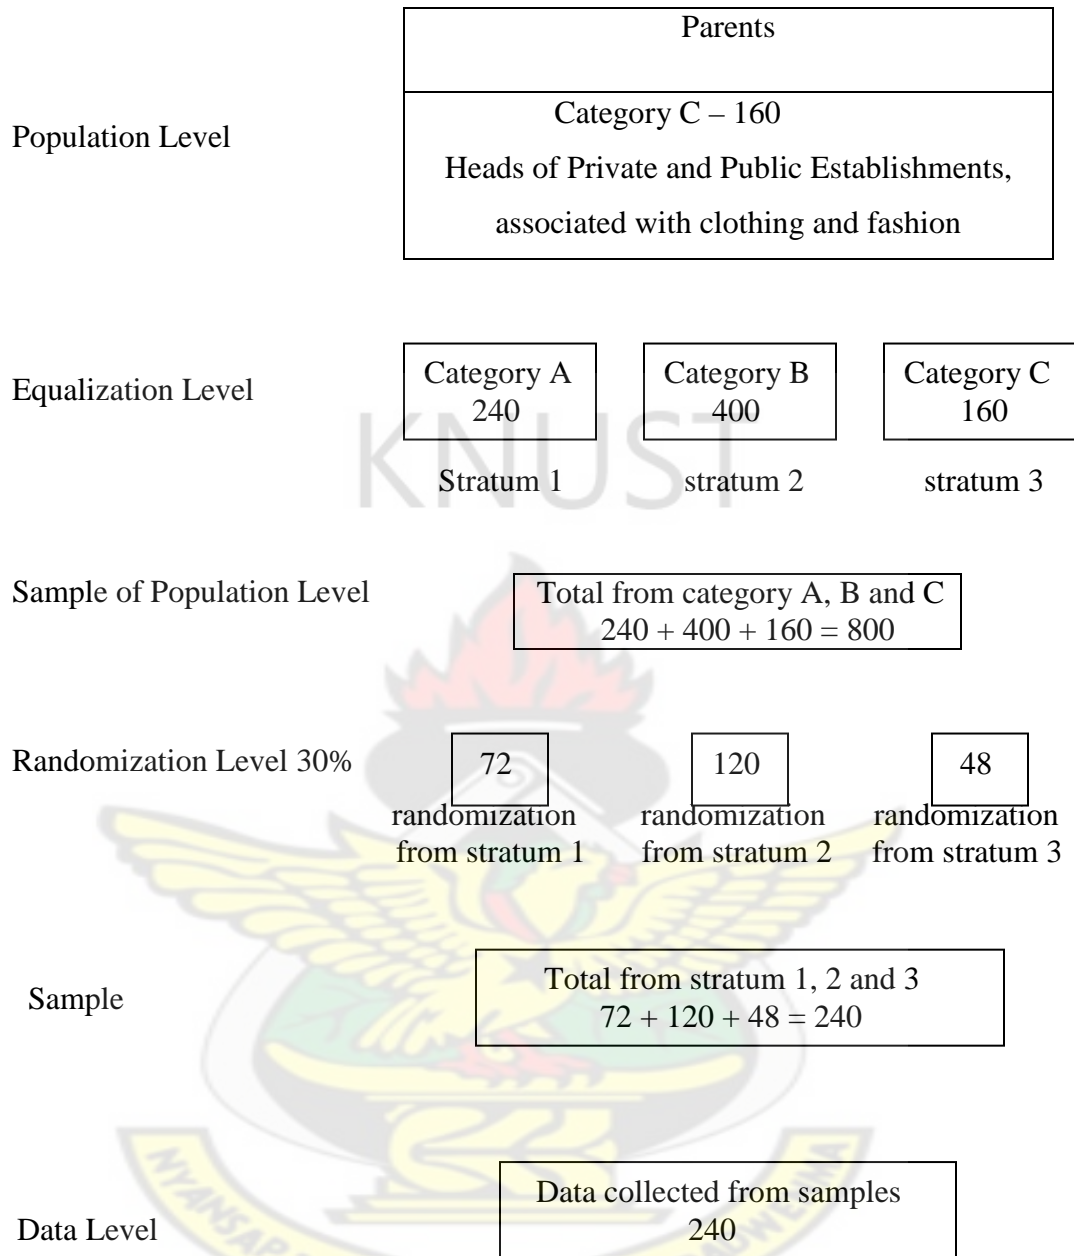 Parents
Population Level
Category C – 160
Heads of Private and Public Establishments,
associated with clothing and fashion
Equalization Level
Category A
240
Category B
400
Category C
160
Stratum 1
stratum 2
stratum 3
KNUST
Sample of Population Level
Total from category A, B and C
240 + 400 + 160 = 800
Randomization Level 30%
72
120
48
randomization
from stratum 1
randomization
from stratum 2
randomization
from stratum 3
Sample
Total from stratum 1, 2 and 3
72 + 120 + 48 = 240
Data Level
Data collected from samples
240